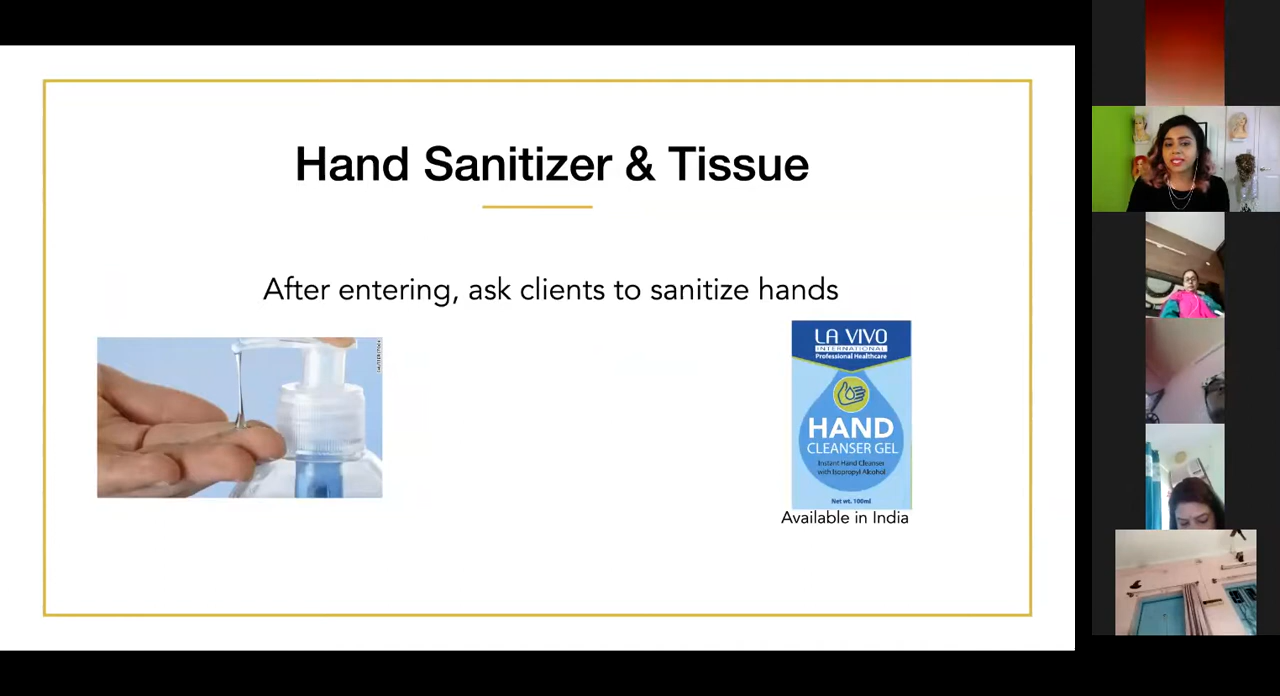 Hand Sanitizer & Tissue
After entering, ask clients to sanitize hands
LA VIVO
INTERNATIONAL
Professional Healthcare
HAND
CLEANSER GEL
Instant Hand Cleanser
with Isopropyl Alcohol
Net wt. 100ml
Available in India